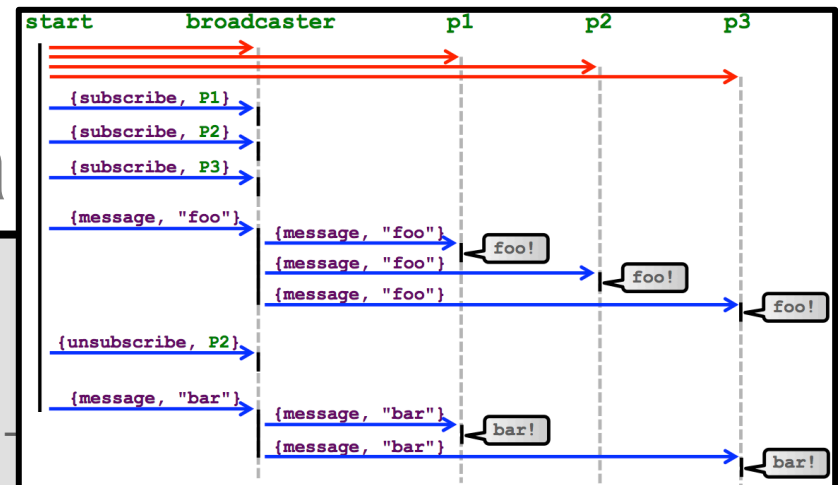 start broadcaster p1 p2 p3
{subscribe, P1}
{subscribe, P2}
{subscribe, P3}
{message, "foo"}
{message, "foo"}
foo!
{message, "foo"}
foo!
{message, "foo"}
foo!
{unsubscribe, P2}
{message, "bar"}
{message, "bar"}
bar!
{message, "bar"}
bar!